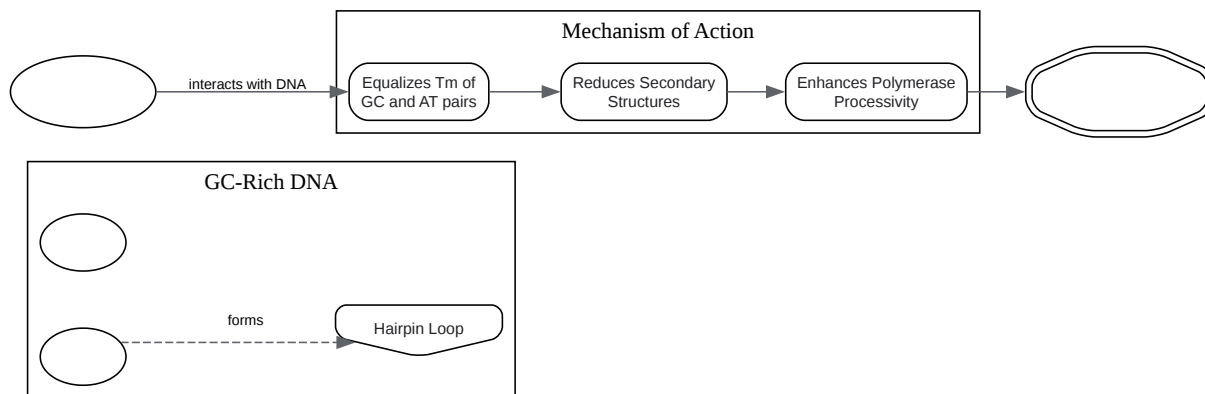 Mechanism of Action
interacts with DNA
Equalizes Tm of
GC and AT pairs
Reduces Secondary
Structures
Enhances Polymerase
Processivity
GC-Rich DNA
forms
Hairpin Loop